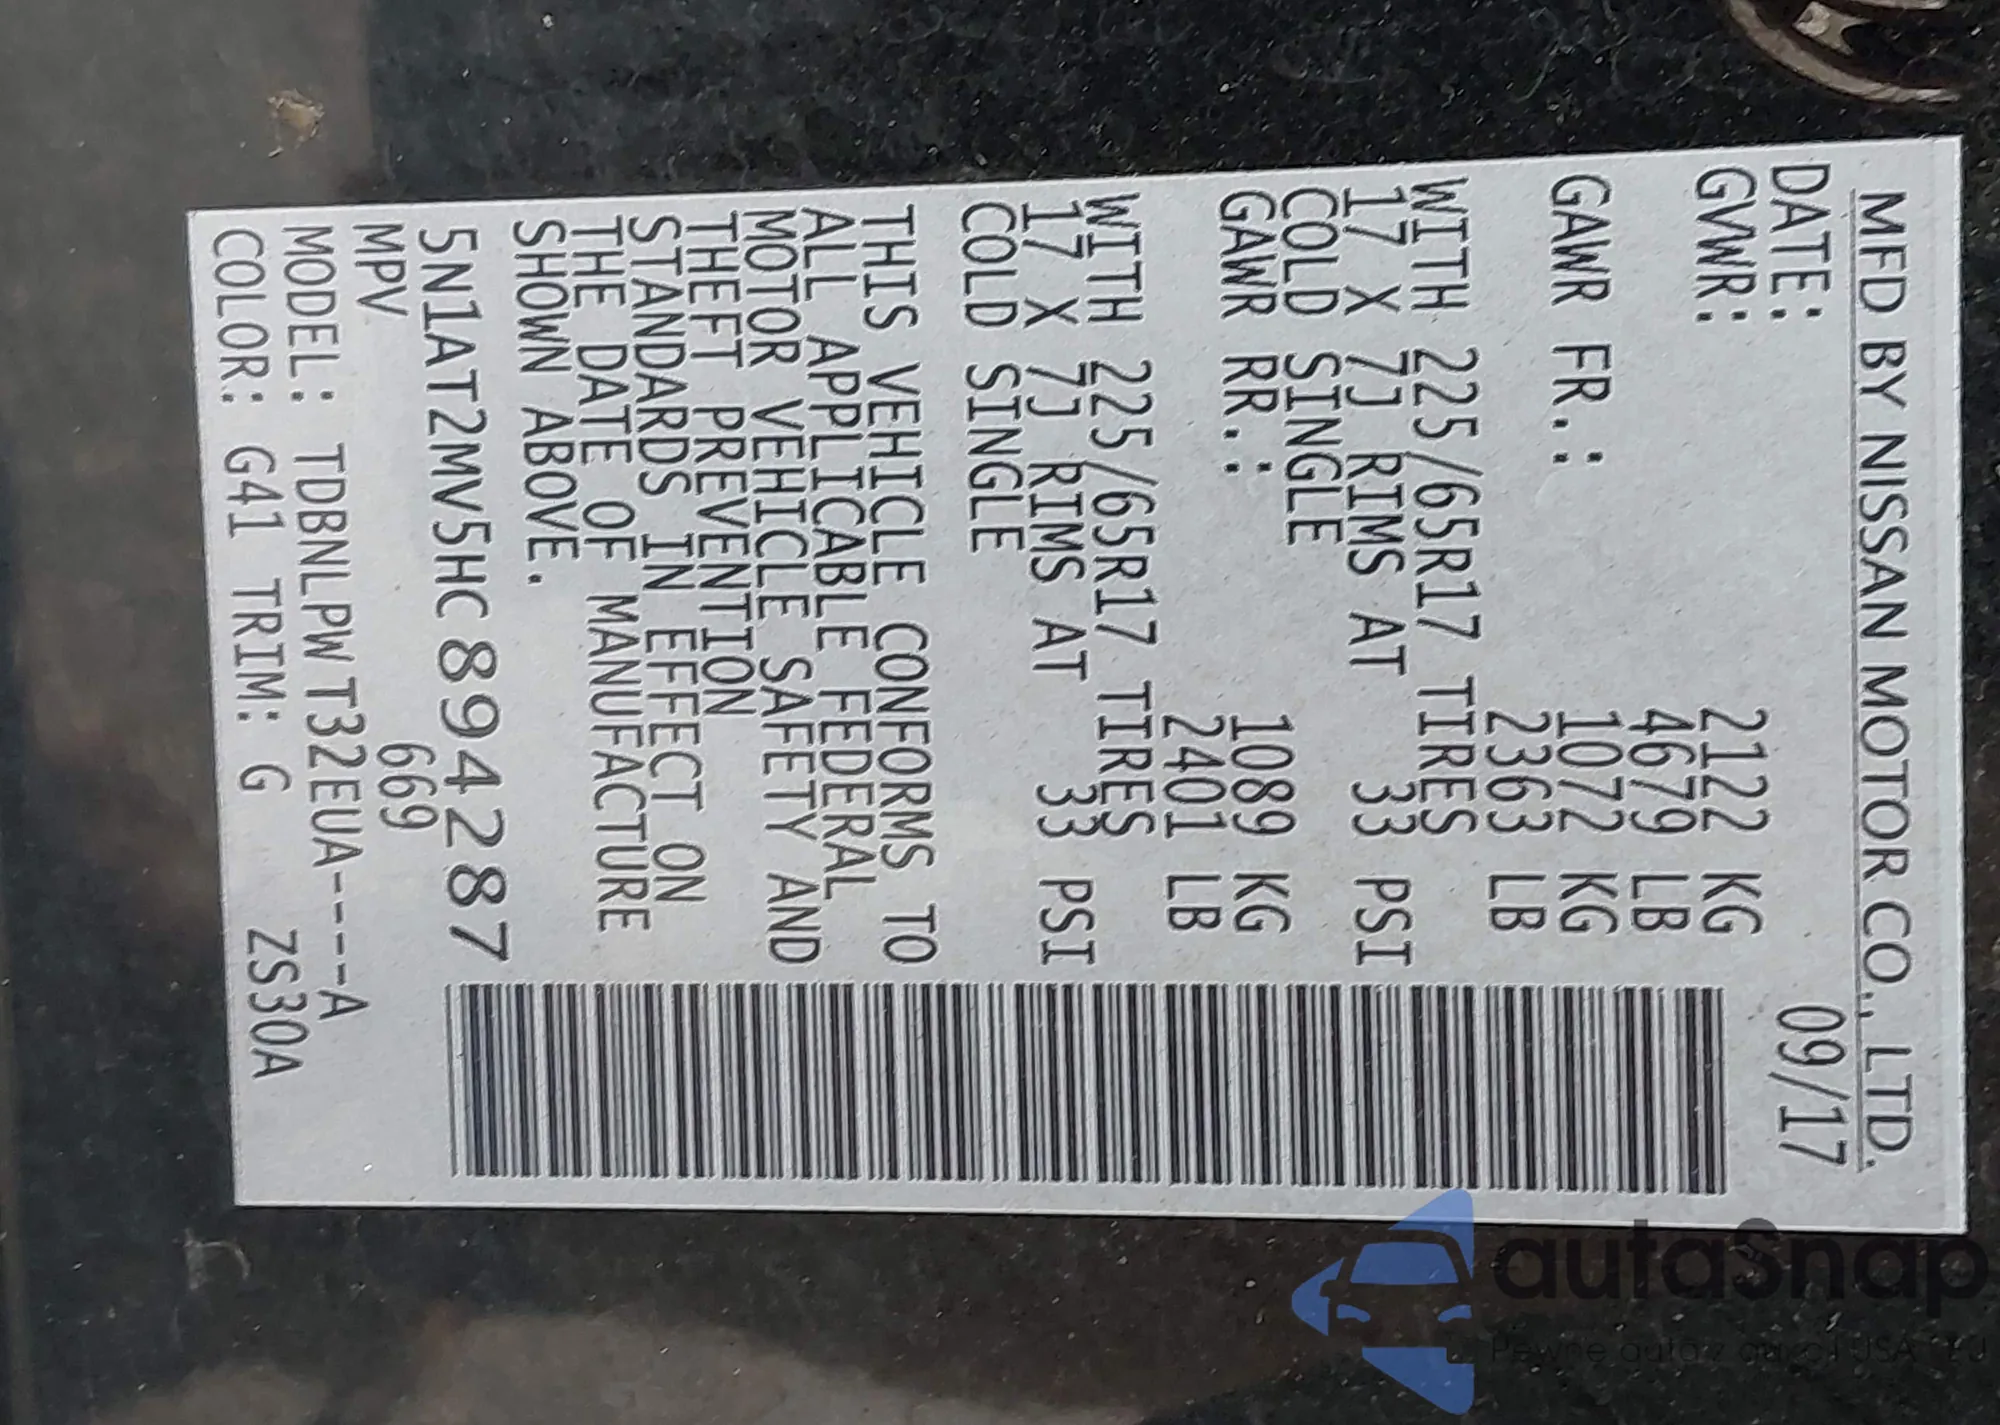 MFD BY NISSAN MOTOR CO., LTD.
DATE: 09/17
GVWR: 2122 KG
4679 LB
GAWR FR.: 1072 KG
2363 LB
WITH 225/65R17 TIRES
17 X 7J RIMS AT 33 PSI
COLD SINGLE
GAWR RR.: 1089 KG
2401 LB
WITH 225/65R17 TIRES
17 X 7J RIMS AT 33 PSI
COLD SINGLE
THIS VEHICLE CONFORMS TO
ALL APPLICABLE FEDERAL
MOTOR VEHICLE SAFETY AND
THEFT PREVENTION
STANDARDS IN EFFECT ON
THE DATE OF MANUFACTURE
SHOWN ABOVE.
5N1AT2MV5HC894287
MPV 669
MODEL: TDBNLPWT32EUA----A
COLOR: G41 TRIM: G ZS30A
autaSnap
Pewne auta z USA